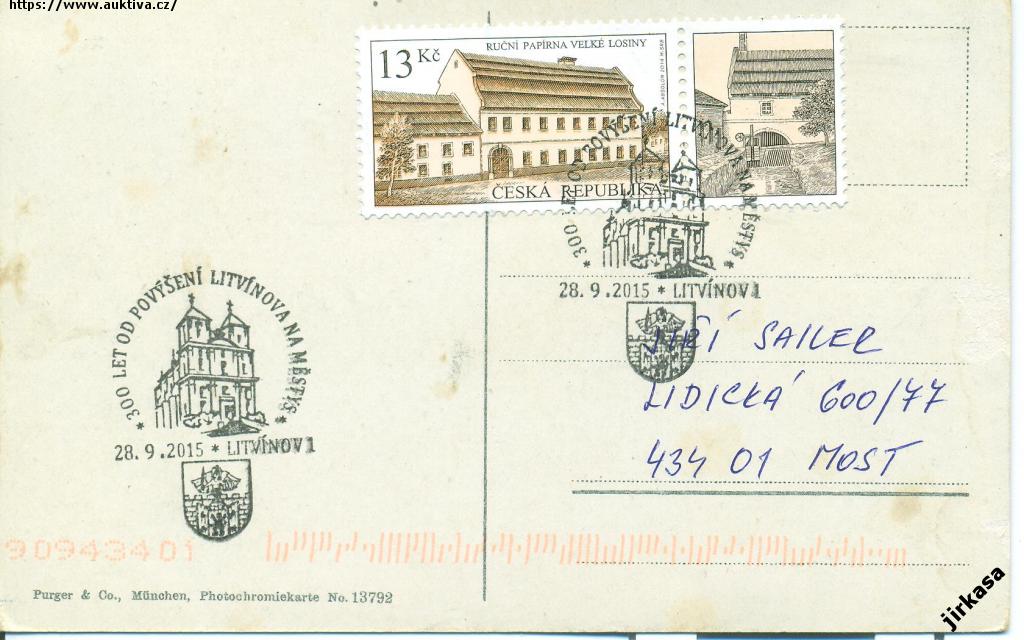 https://www.auktiva.cz/
13 Kč
RUČNÍ PAPÍRNA VELKÉ LOSINY
ČESKÁ REPUBLIKA
* 300 LET OD POVÝŠENÍ LITVÍNOVA NA MĚSTYS *
28.9.2015 * LITVÍNOV 1
* 300 LET OD POVÝŠENÍ LITVÍNOVA NA MĚSTYS *
28.9.2015 * LITVÍNOV 1
JIŘÍ SAILER
LIDICKÁ 600/77
434 01 MOST
90943401
Purger & Co., München, Photochromiekarte No. 13792
jirkasa